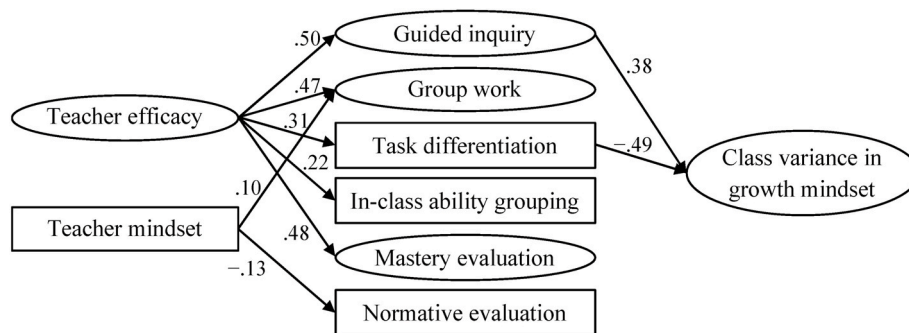 Guided inquiry
.50
.38
Group work
.47
Teacher efficacy
.31
Task differentiation
−.49
Class variance in
growth mindset
.22
In-class ability grouping
.10
Teacher mindset
.48
Mastery evaluation
−.13
Normative evaluation